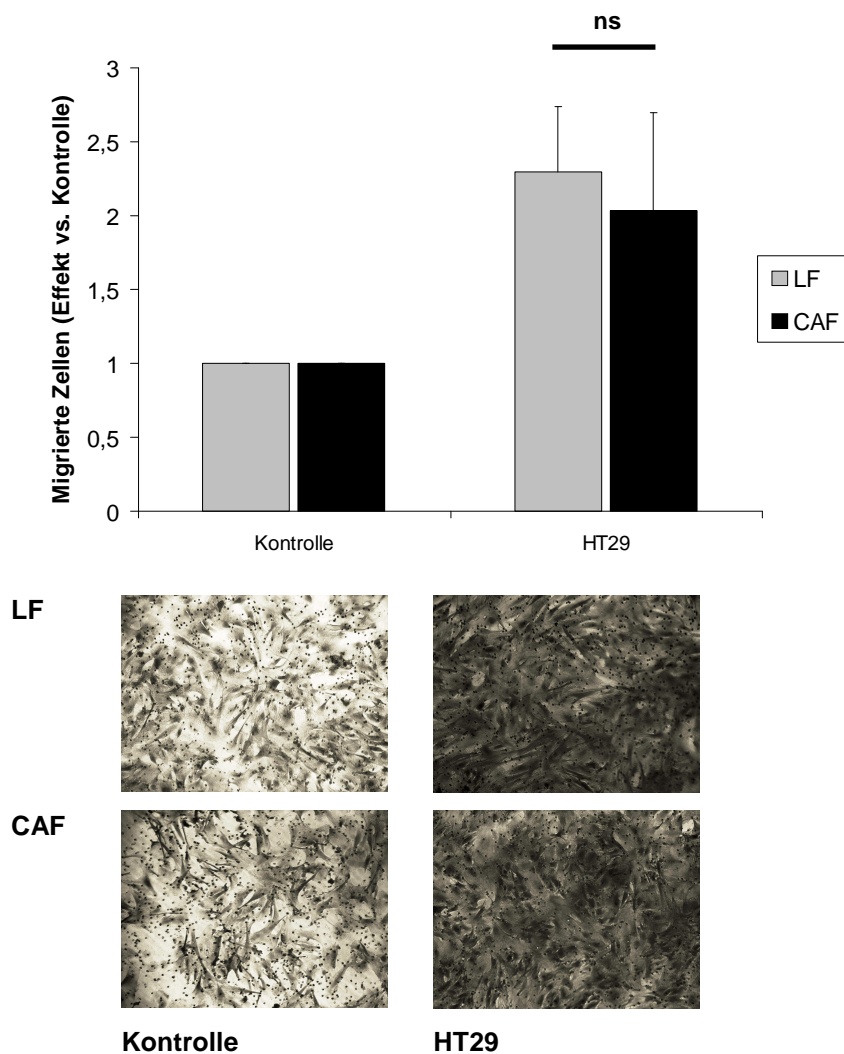 ns
Migrierte Zellen (Effekt vs. Kontrolle)
3
2,5
2
1,5
1
0,5
0
Kontrolle
HT29
LF
CAF
LF
CAF
Kontrolle
HT29